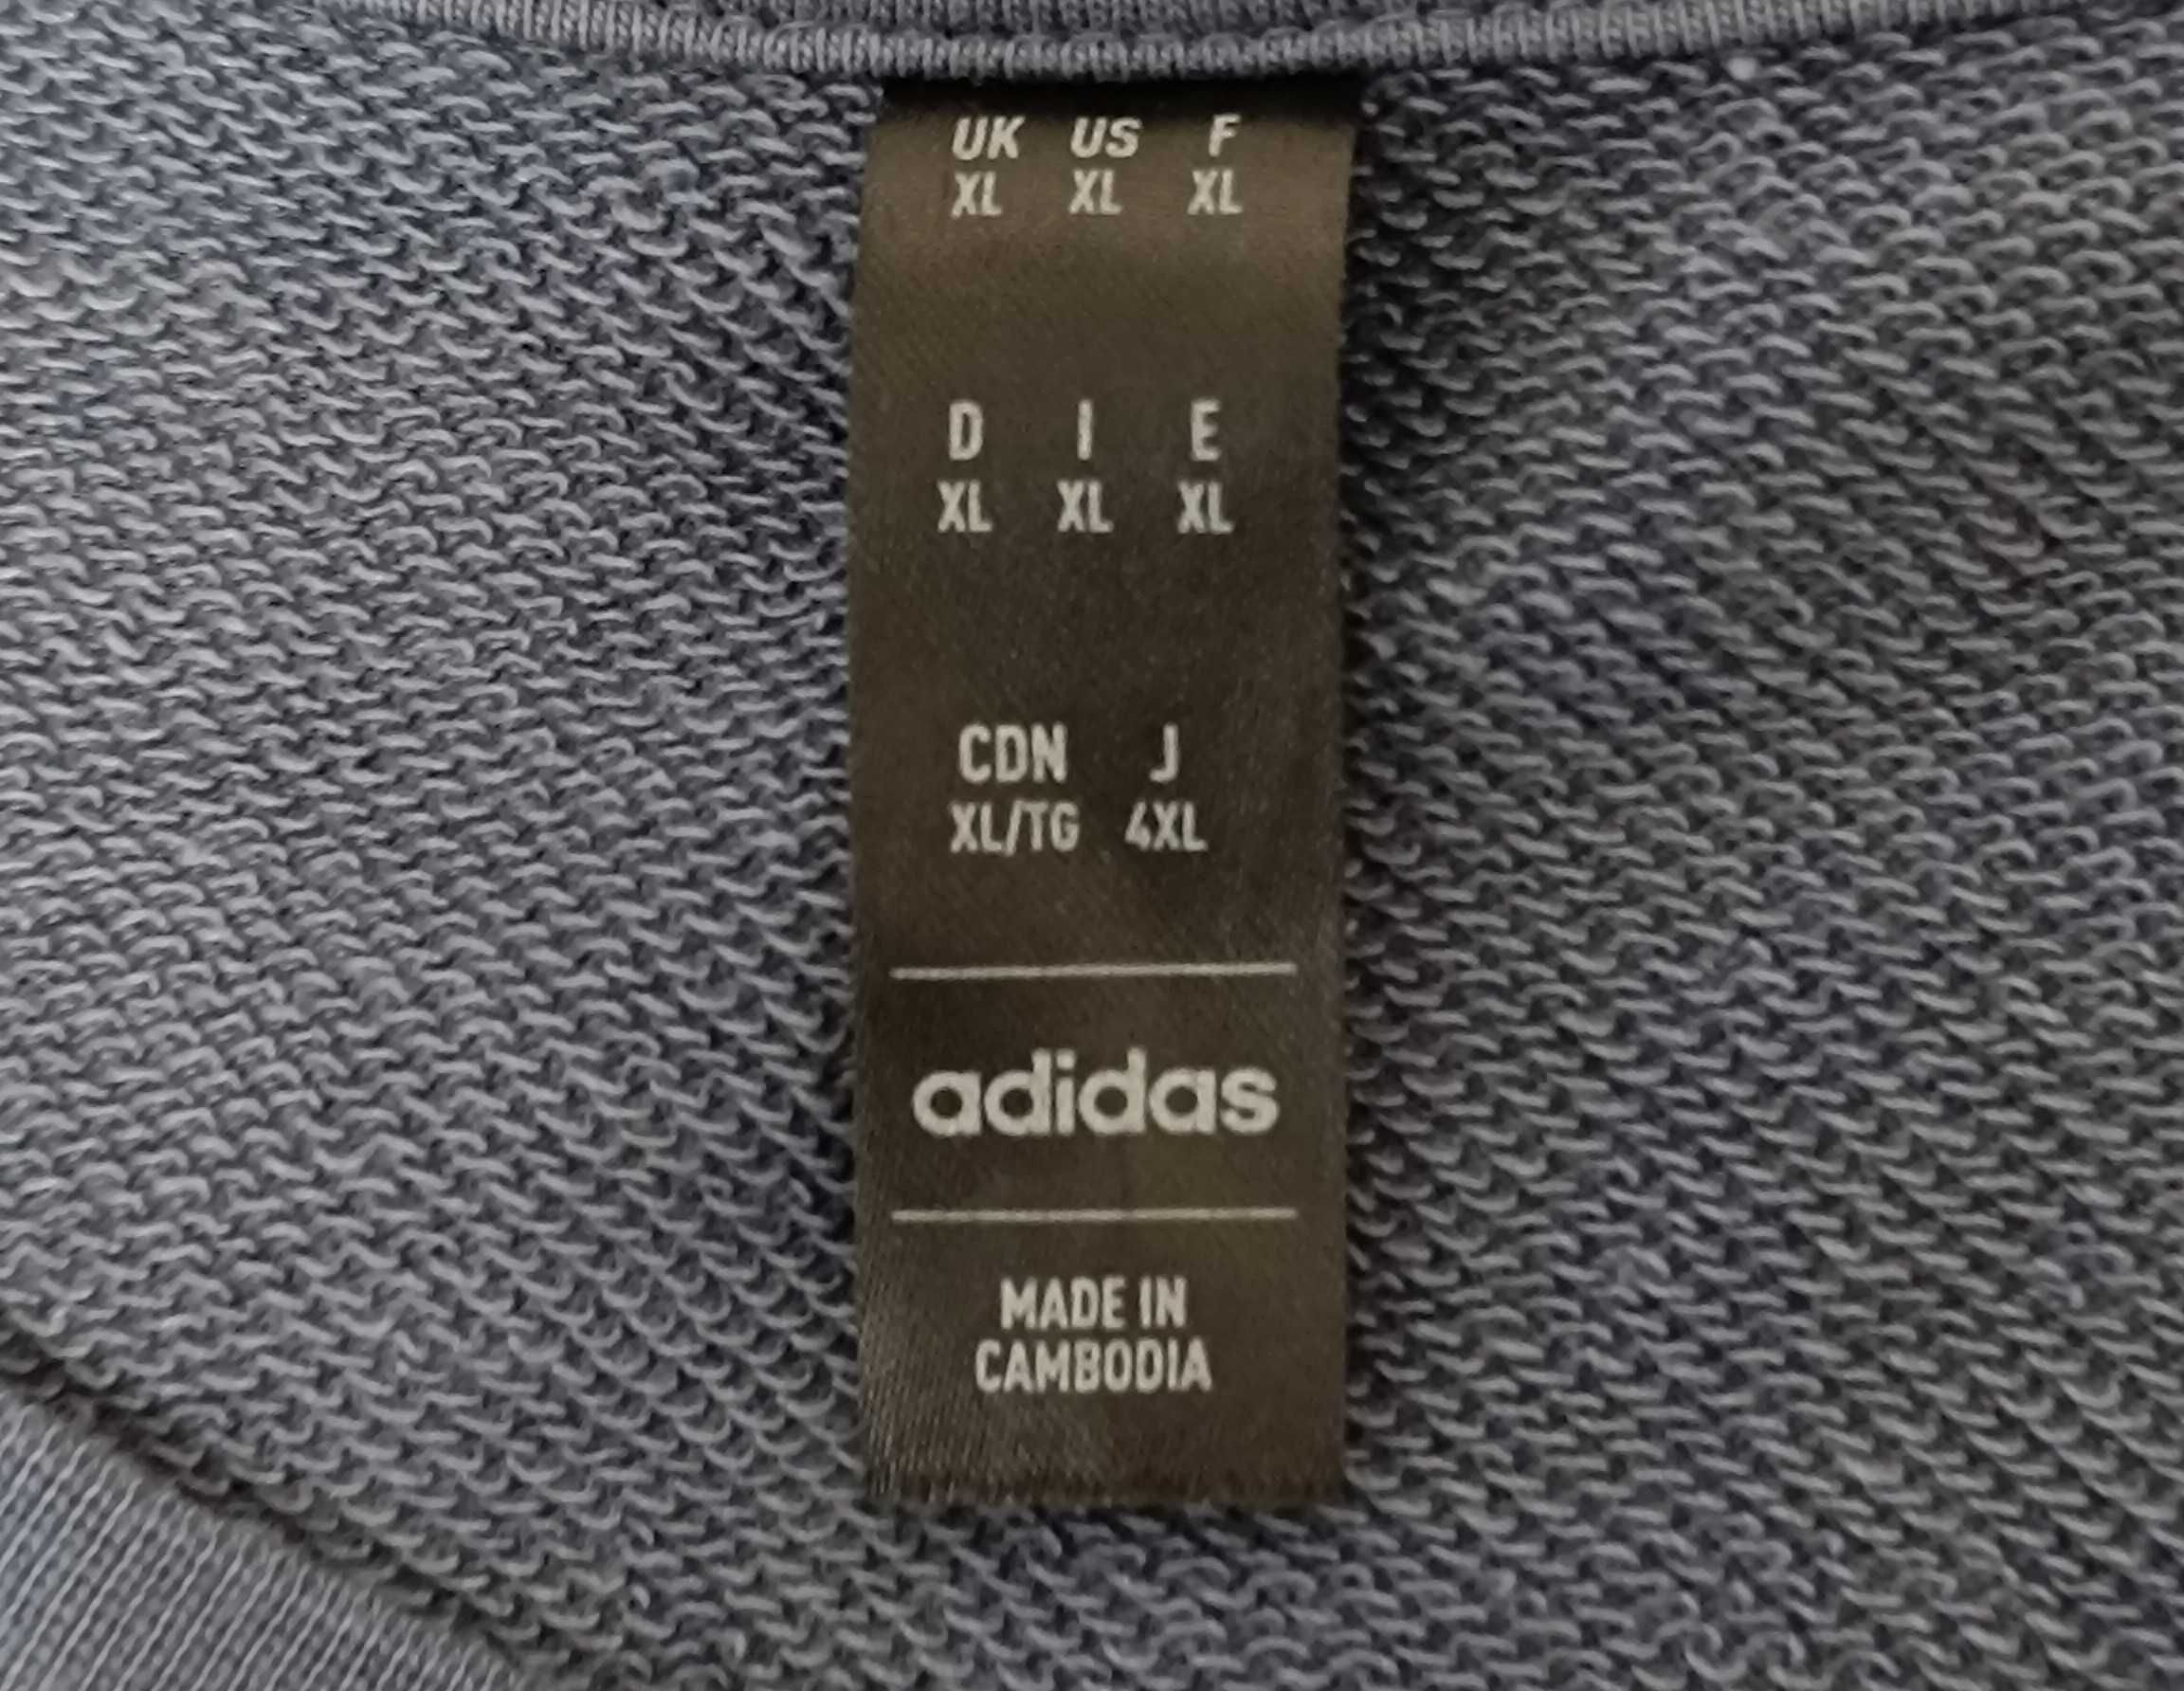 UK US F
XL XL XL
D I E
XL XL XL
CDN J
XL/TG 4XL
adidas
MADE IN
CAMBODIA